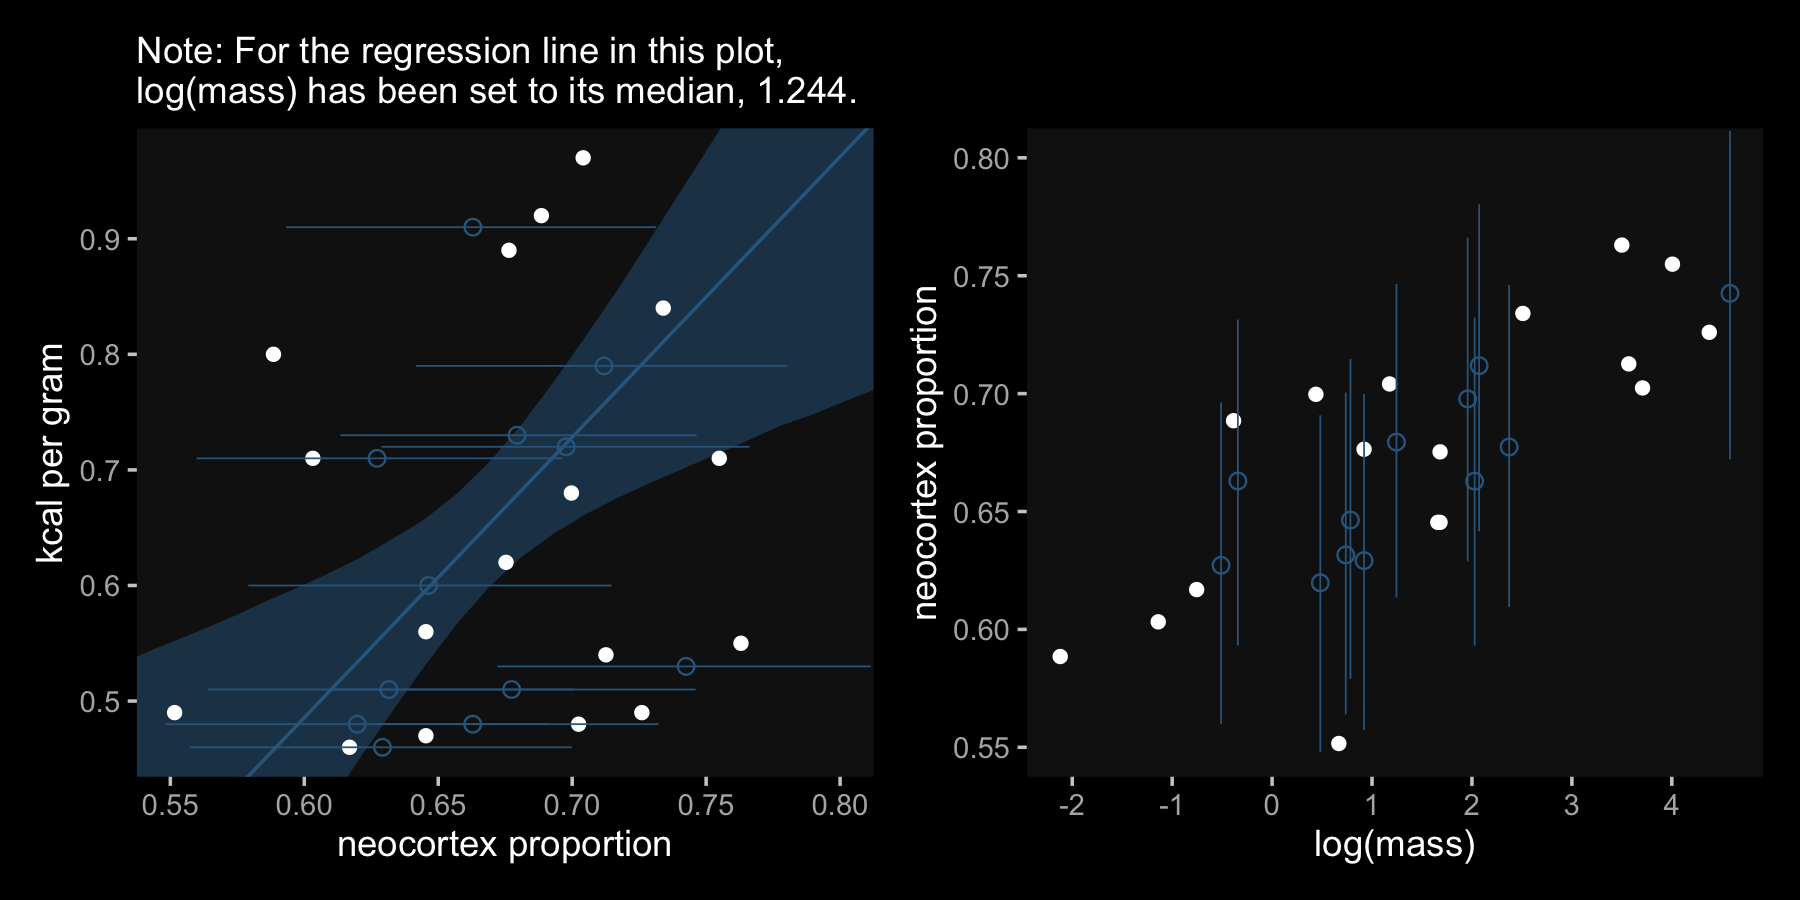 Note: For the regression line in this plot,
log(mass) has been set to its median, 1.244.
kcal per gram
0.9
0.8
0.7
0.6
0.5
0.55 0.60 0.65 0.70 0.75 0.80
neocortex proportion
neocortex proportion
0.80
0.75
0.70
0.65
0.60
0.55
-2 -1 0 1 2 3 4
log(mass)